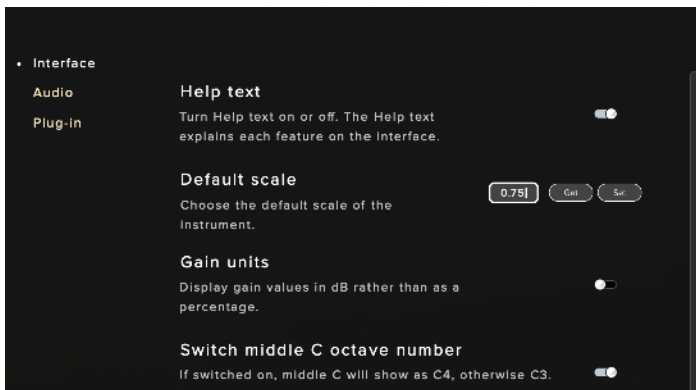 Interface
Audio
Plug-in
Help text
Turn Help text on or off. The Help text
explains each feature on the interface.
Default scale
0.75
Get
Set
Choose the default scale of the
instrument.
Gain units
Display gain values in dB rather than as a
percentage.
Switch middle C octave number
If switched on, middle C will show as C4, otherwise C3.